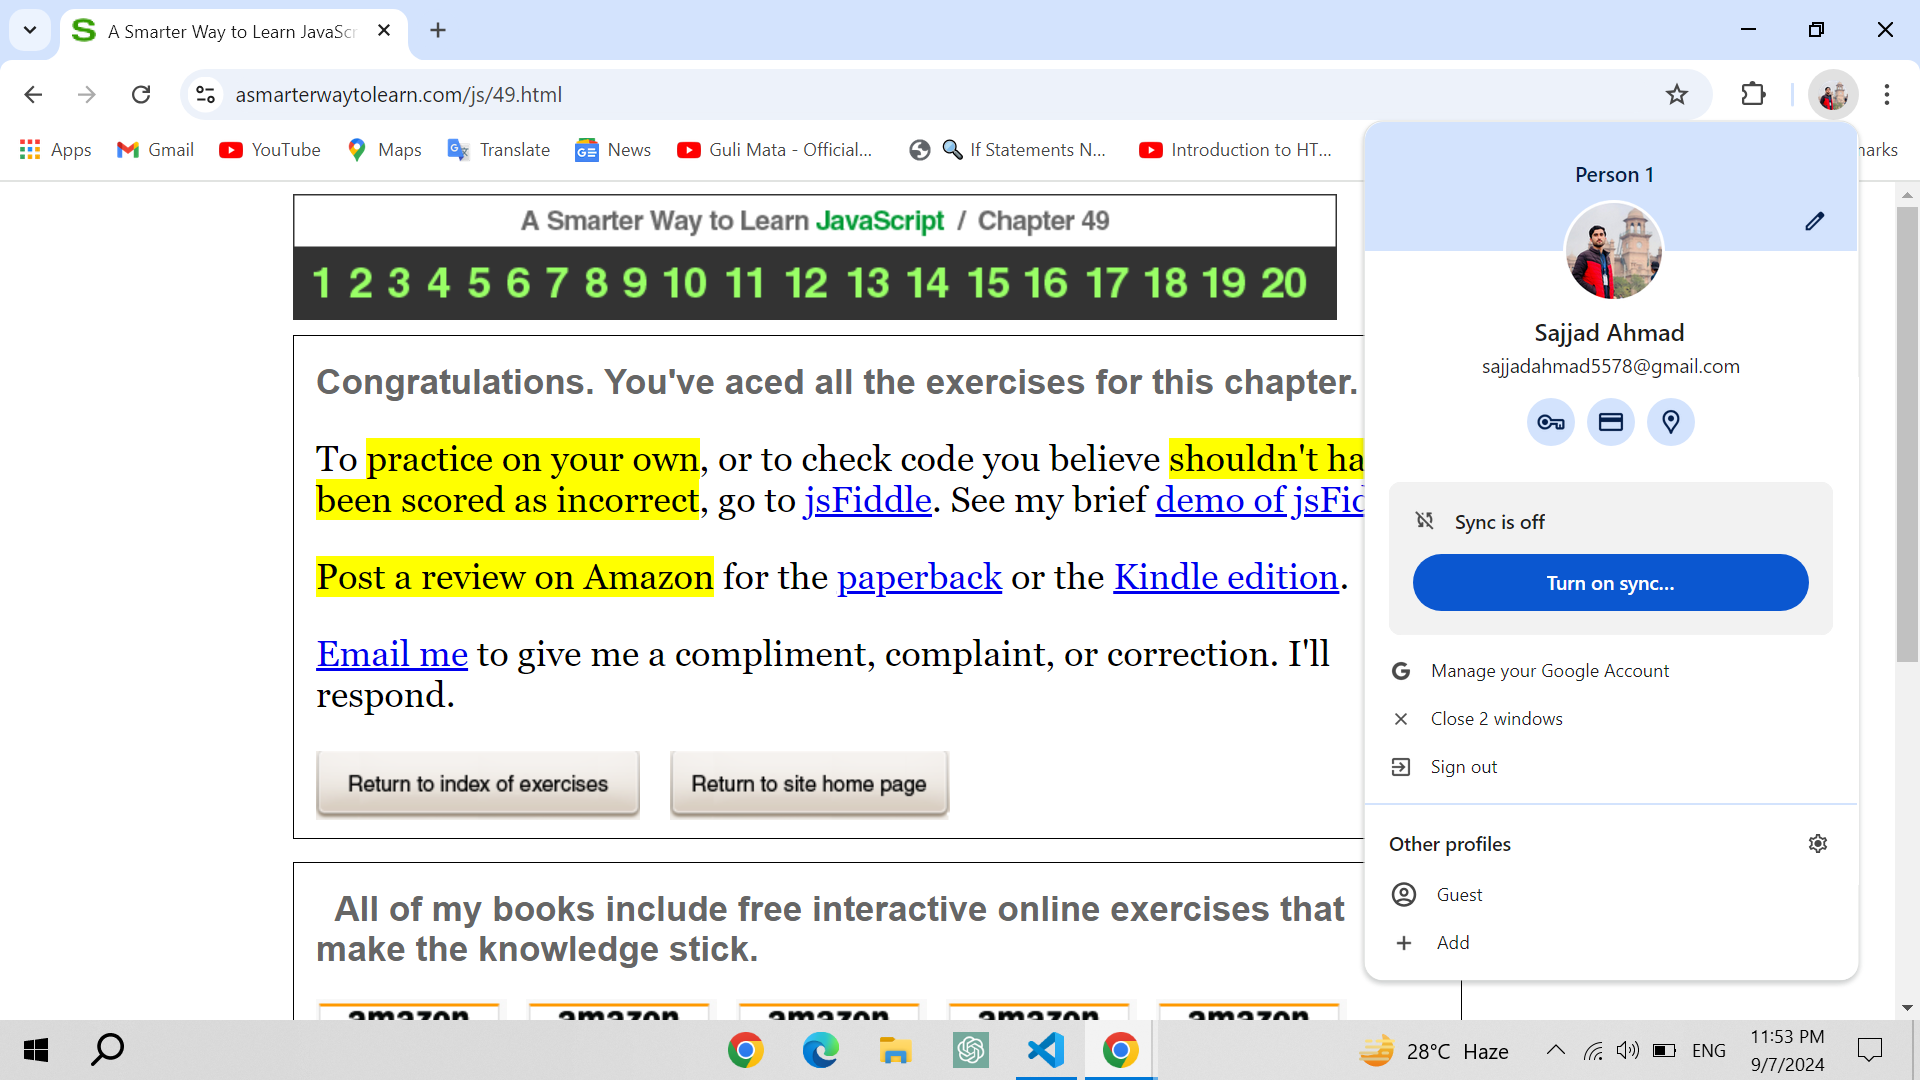 A Smarter Way to Learn JavaScr
asmarterwaytolearn.com/js/49.html
Apps
Gmail
YouTube
Maps
Translate
News
Guli Mata - Official...
If Statements N...
Introduction to HT...
A Smarter Way to Learn JavaScript / Chapter 49
1 2 3 4 5 6 7 8 9 10 11 12 13 14 15 16 17 18 19 20
Congratulations. You've aced all the exercises for this chapter.
To practice on your own, or to check code you believe shouldn't ha
been scored as incorrect, go to jsFiddle. See my brief demo of jsFid
Post a review on Amazon for the paperback or the Kindle edition.
Email me to give me a compliment, complaint, or correction. I'll
respond.
Return to index of exercises
Return to site home page
All of my books include free interactive online exercises that
make the knowledge stick.
amazon amazon amazon amazon amazon
Person 1
Sajjad Ahmad
sajjadahmad5578@gmail.com
Sync is off
Turn on sync...
Manage your Google Account
Close 2 windows
Sign out
Other profiles
Guest
Add
28°C Haze
ENG
11:53 PM
9/7/2024